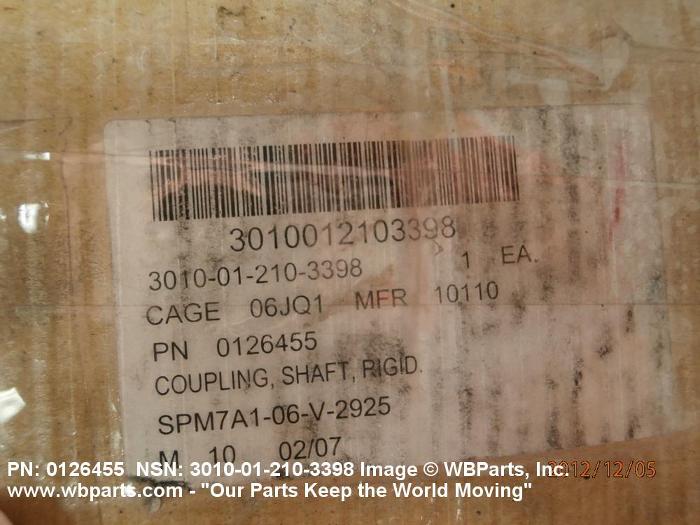 3010012103398
3010-01-210-3398 1 EA.
CAGE 06JQ1 MFR 10110
PN 0126455
COUPLING, SHAFT, RIGID.
SPM7A1-06-V-2925
M 10 02/07
PN: 0126455 NSN: 3010-01-210-3398 Image © WBParts, Inc.
2012/12/05
www.wbparts.com - "Our Parts Keep the World Moving"